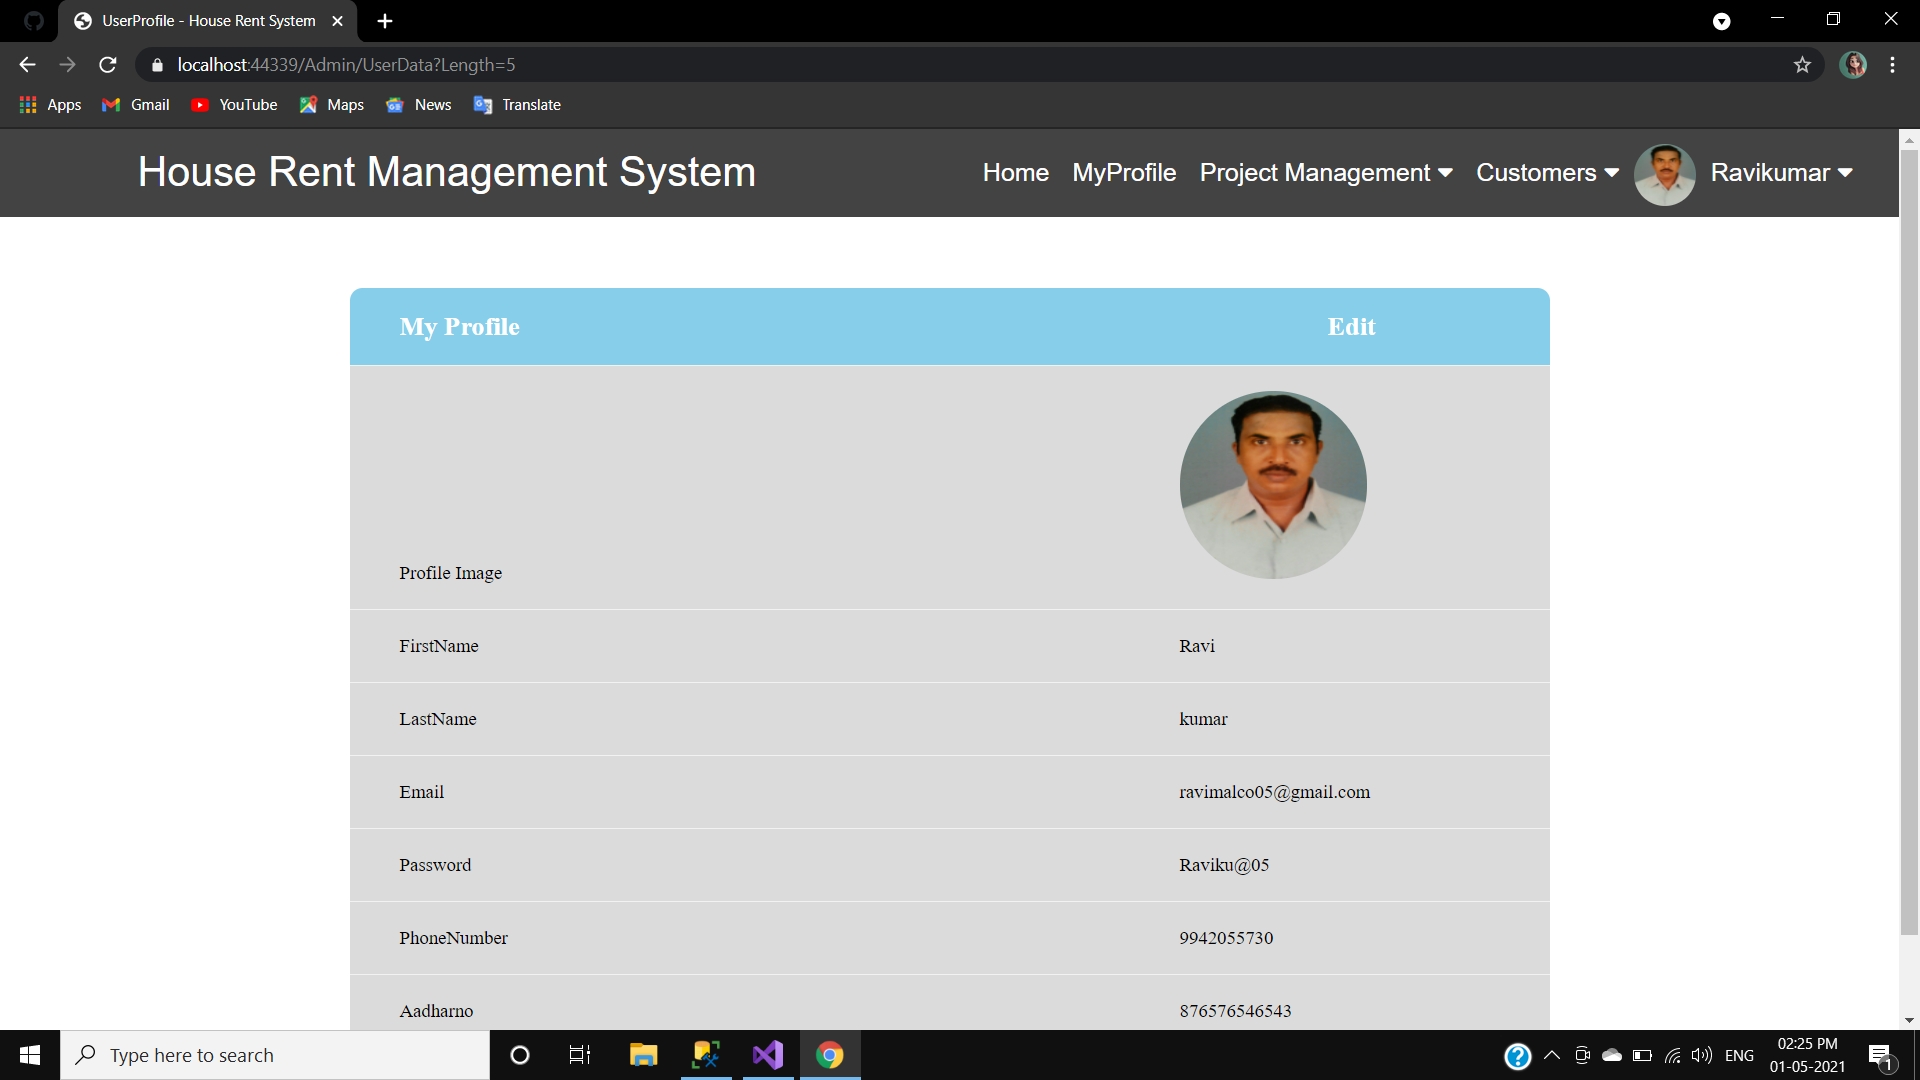 UserProfile - House Rent System
localhost:44339/Admin/UserData?Length=5
Apps Gmail YouTube Maps News Translate
House Rent Management System Home MyProfile Project Management Customers Ravikumar
My Profile Edit
Profile Image
FirstName Ravi
LastName kumar
Email ravimalco05@gmail.com
Password Raviku@05
PhoneNumber 9942055730
Aadharno 876576546543
Type here to search
ENG
02:25 PM
01-05-2021
1